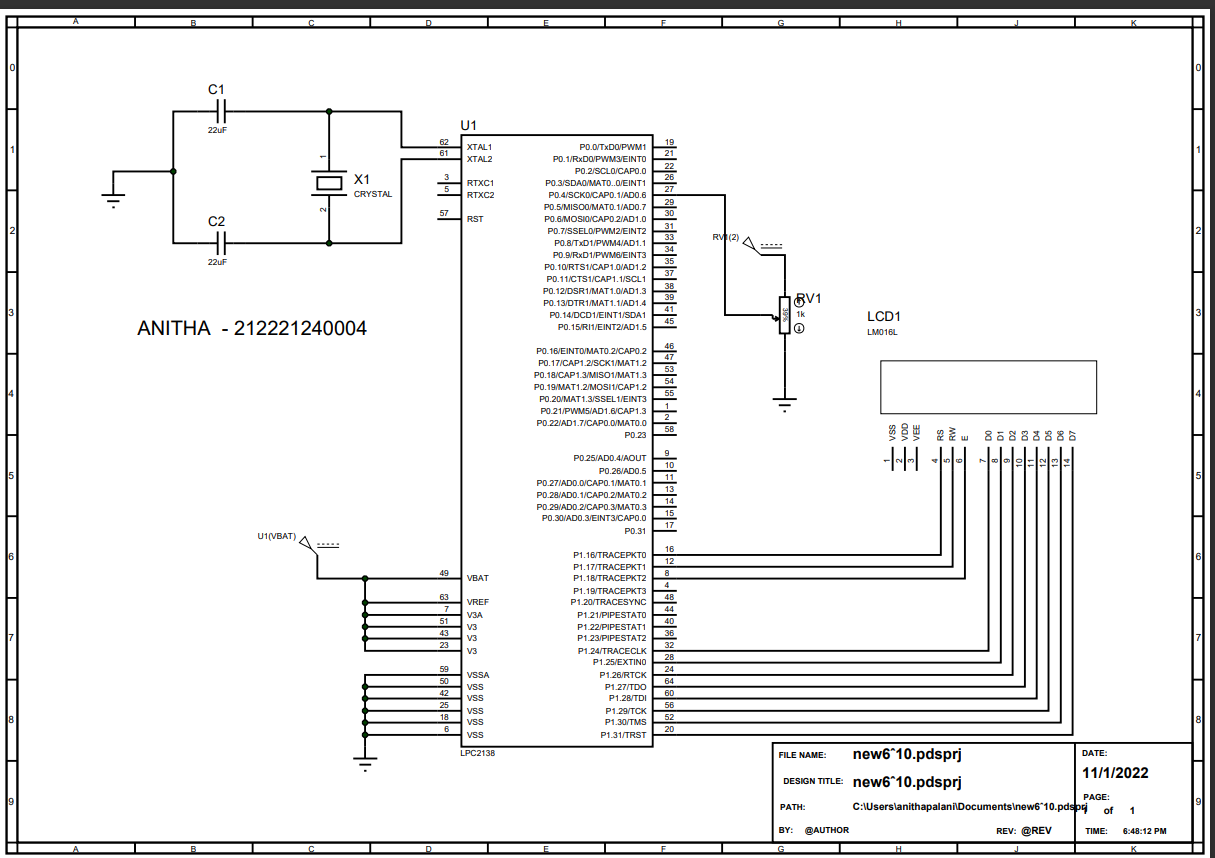 A B C D E F G H J K
0 0
1 1
2 2
3 3
4 4
5 5
6 6
7 7
8 8
9 9
C1
22uF
C2
22uF
1
X1
CRYSTAL
2
ANITHA - 212221240004
U1
62 XTAL1
61 XTAL2
3 RTXC1
5 RTXC2
57 RST
U1(VBAT)
49 VBAT
63 VREF
7 V3A
51 V3
43 V3
23 V3
59 VSSA
50 VSS
42 VSS
25 VSS
18 VSS
6 VSS
LPC2138
P0.0/TxD0/PWM1 19
P0.1/RxD0/PWM3/EINT0 21
P0.2/SCL0/CAP0.0 22
P0.3/SDA0/MAT0..0/EINT1 26
P0.4/SCK0/CAP0.1/AD0.6 27
P0.5/MISO0/MAT0.1/AD0.7 29
P0.6/MOSI0/CAP0.2/AD1.0 30
P0.7/SSEL0/PWM2/EINT2 31
P0.8/TxD1/PWM4/AD1.1 33
P0.9/RxD1/PWM6/EINT3 34
P0.10/RTS1/CAP1.0/AD1.2 35
P0.11/CTS1/CAP1.1/SCL1 37
P0.12/DSR1/MAT1.0/AD1.3 38
P0.13/DTR1/MAT1.1/AD1.4 39
P0.14/DCD1/EINT1/SDA1 41
P0.15/RI1/EINT2/AD1.5 45
P0.16/EINT0/MAT0.2/CAP0.2 46
P0.17/CAP1.2/SCK1/MAT1.2 47
P0.18/CAP1.3/MISO1/MAT1.3 53
P0.19/MAT1.2/MOSI1/CAP1.2 54
P0.20/MAT1.3/SSEL1/EINT3 55
P0.21/PWM5/AD1.6/CAP1.3 1
P0.22/AD1.7/CAP0.0/MAT0.0 2
P0.23 58
P0.25/AD0.4/AOUT 9
P0.26/AD0.5 10
P0.27/AD0.0/CAP0.1/MAT0.1 11
P0.28/AD0.1/CAP0.2/MAT0.2 13
P0.29/AD0.2/CAP0.3/MAT0.3 14
P0.30/AD0.3/EINT3/CAP0.0 15
P0.31 17
P1.16/TRACEPKT0 16
P1.17/TRACEPKT1 12
P1.18/TRACEPKT2 8
P1.19/TRACEPKT3 4
P1.20/TRACESYNC 48
P1.21/PIPESTAT0 44
P1.22/PIPESTAT1 40
P1.23/PIPESTAT2 36
P1.24/TRACECLK 32
P1.25/EXTIN0 28
P1.26/RTCK 24
P1.27/TDO 64
P1.28/TDI 60
P1.29/TCK 56
P1.30/TMS 52
P1.31/TRST 20
RV1(2)
RV1
1k
39%
LCD1
LM016L
VSS VDD VEE RS RW E D0 D1 D2 D3 D4 D5 D6 D7
1 2 3 4 5 6 7 8 9 10 11 12 13 14
FILE NAME: new6ˆ10.pdsprj
DESIGN TITLE: new6ˆ10.pdsprj
PATH: C:\Users\anithapalani\Documents\new6ˆ10.pdsprj
BY: @AUTHOR REV: @REV
DATE:
11/1/2022
PAGE:
1 of 1
TIME: 6:48:12 PM
A B C D E F G H J K